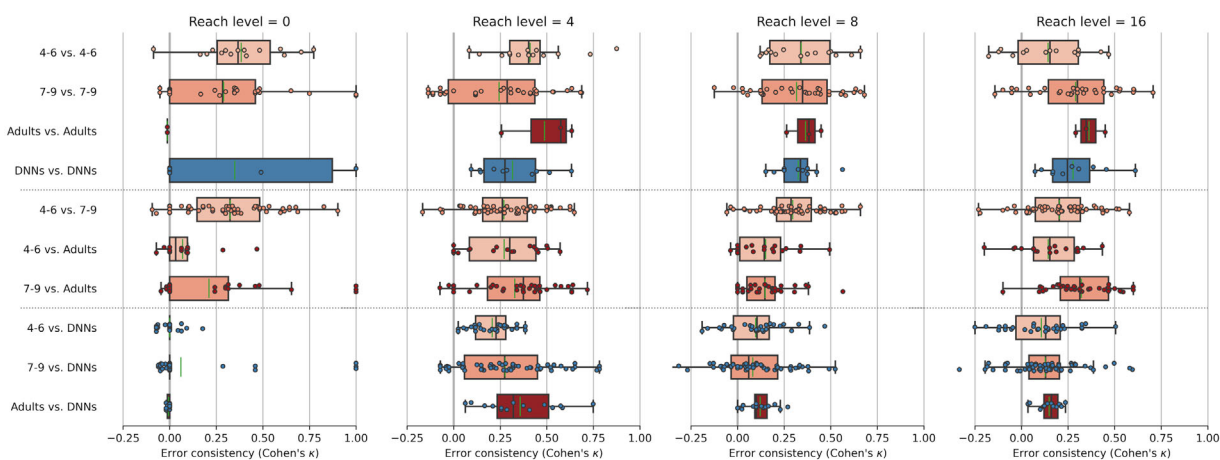 Reach level = 0
Reach level = 4
Reach level = 8
Reach level = 16
4-6 vs. 4-6
7-9 vs. 7-9
Adults vs. Adults
DNNs vs. DNNs
4-6 vs. 7-9
4-6 vs. Adults
7-9 vs. Adults
4-6 vs. DNNs
7-9 vs. DNNs
Adults vs. DNNs
−0.25 0.00 0.25 0.50 0.75 1.00
−0.25 0.00 0.25 0.50 0.75 1.00
−0.25 0.00 0.25 0.50 0.75 1.00
−0.25 0.00 0.25 0.50 0.75 1.00
Error consistency (Cohen's κ)
Error consistency (Cohen's κ)
Error consistency (Cohen's κ)
Error consistency (Cohen's κ)